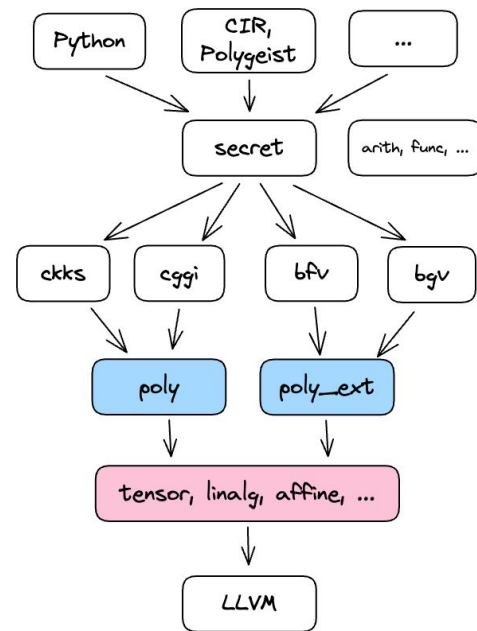 Python
CIR,
Polygeist
...
secret
arith, func, ...
ckks
cggi
bfv
bgv
poly
poly_ext
tensor, linalg, affine, ...
LLVM